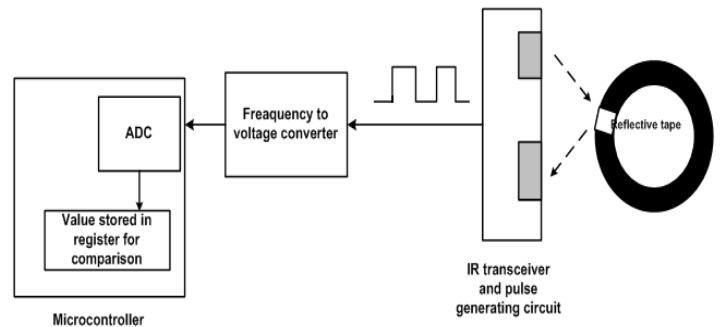 ADC
Value stored in
register for
comparison
Microcontroller
Freaquency to
voltage converter
IR transceiver
and pulse
generating circuit
Reflective tape